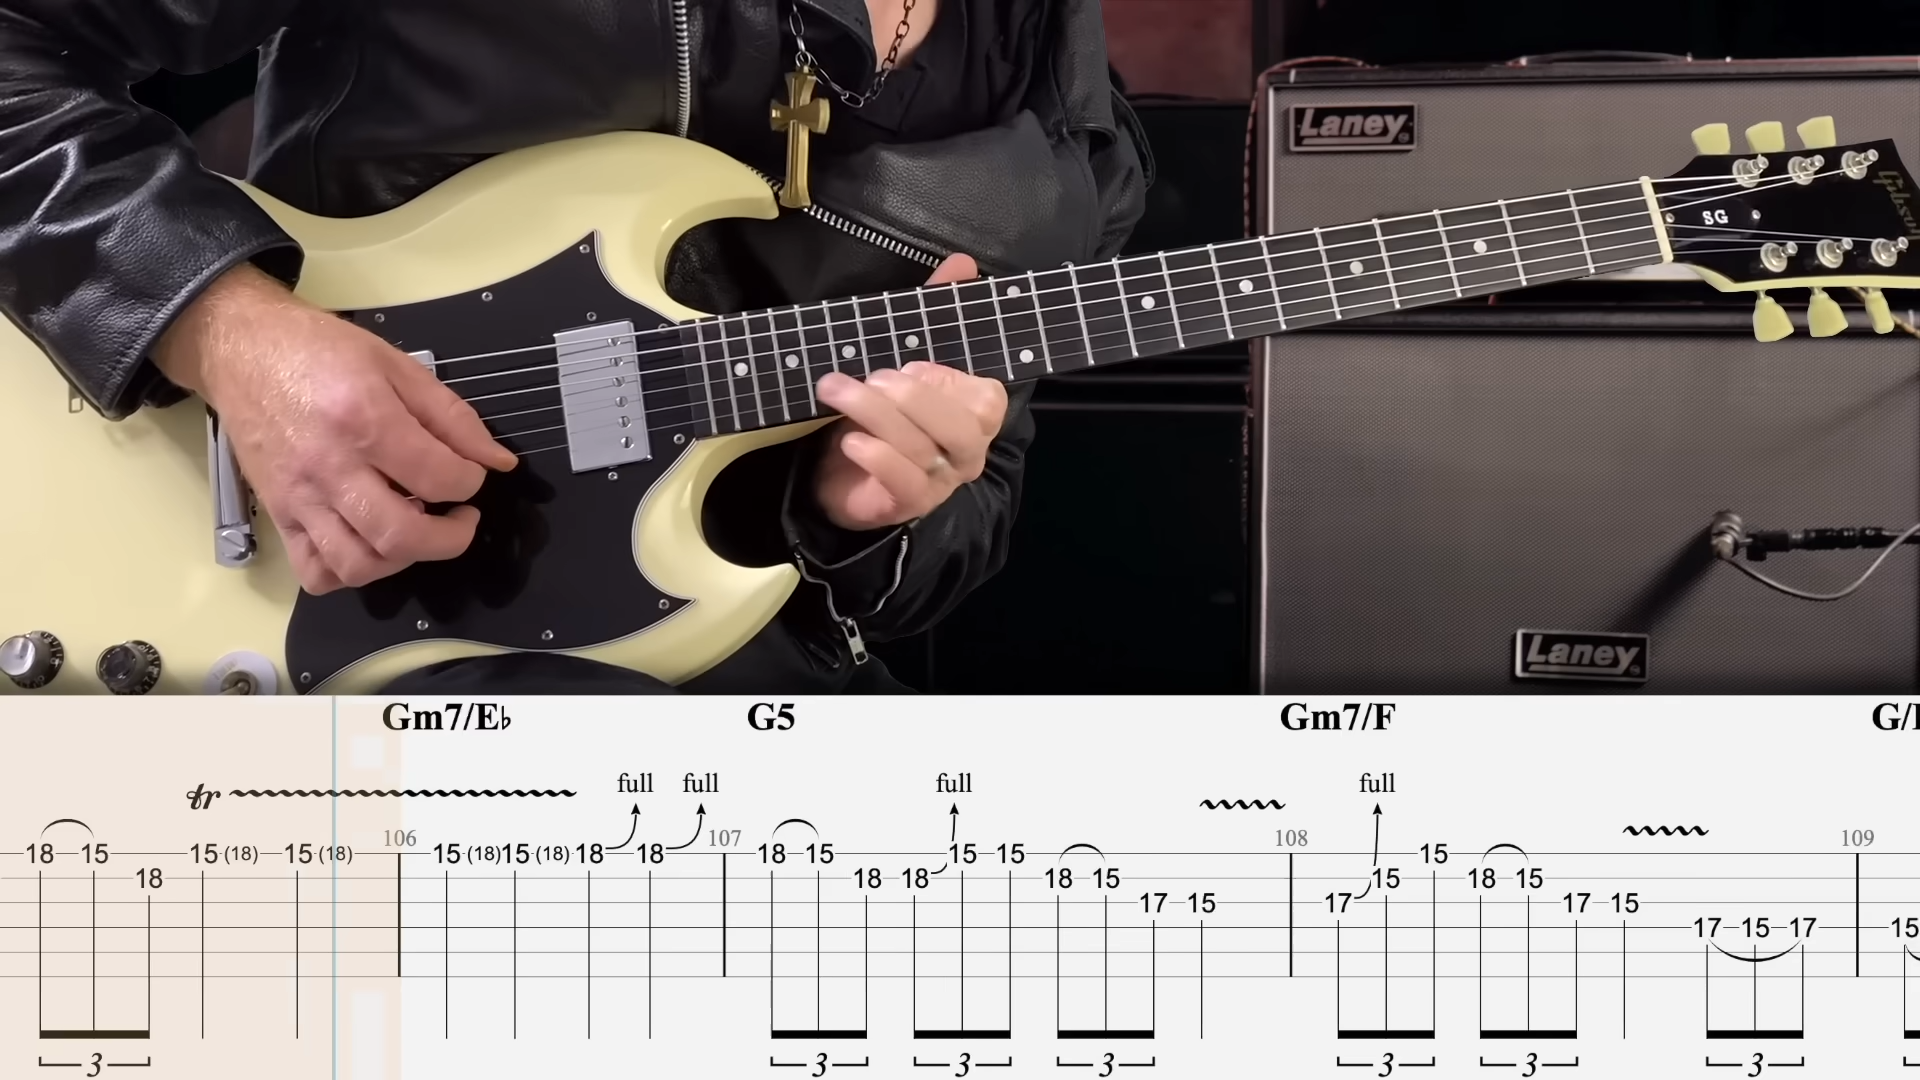 Laney
SG
Gibson
Laney
Gm7/E♭ G5 Gm7/F
tr full full full full
106 107 108 109
18 15 15 (18) 15 (18) 15 (18) 15 (18) 18 18 18 15 15 15 15
18 18 18 18 15 15 18 15
17 15 17 17 15
17 15 17 15
3 3 3 3 3 3 3